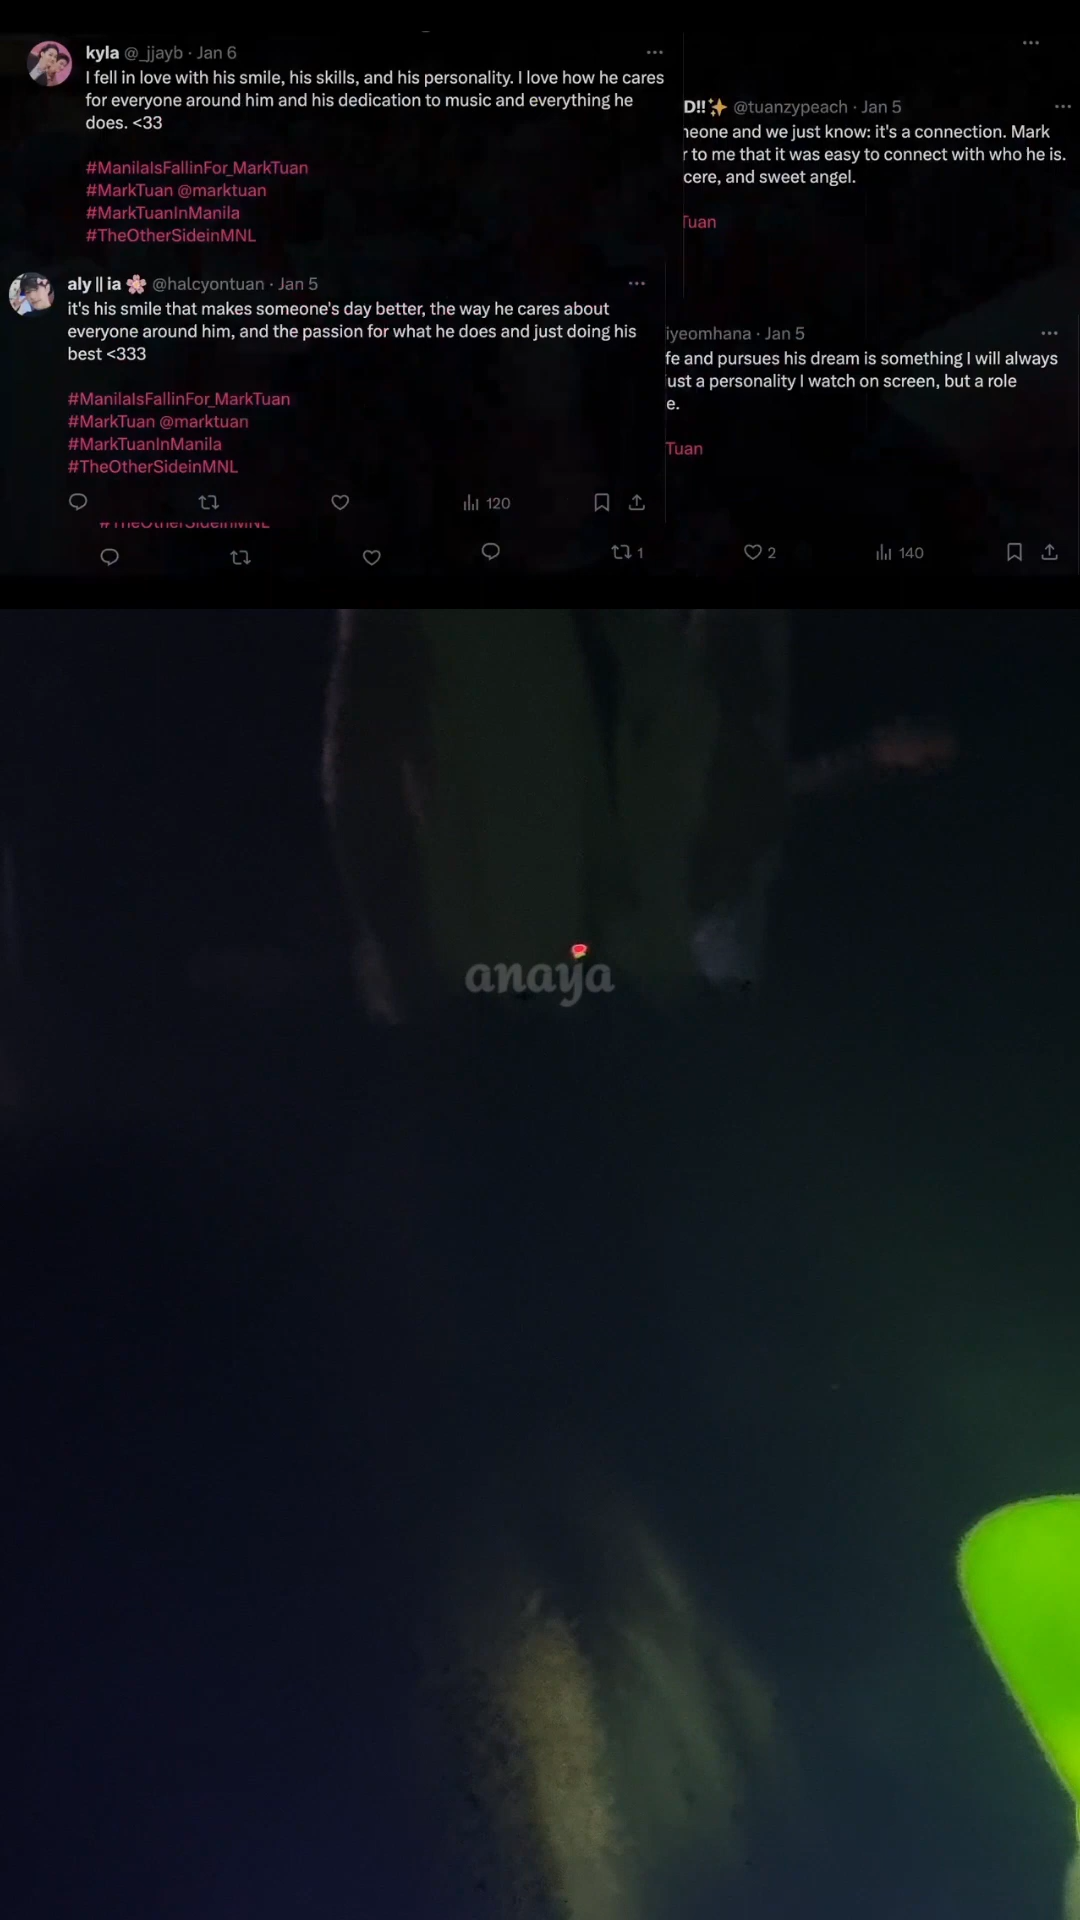 kyla @_jjayb · Jan 6
I fell in love with his smile, his skills, and his personality. I love how he cares
for everyone around him and his dedication to music and everything he
does. <33
#ManilaIsFallinFor_MarkTuan
#MarkTuan @marktuan
#MarkTuanInManila
#TheOtherSideinMNL
D!!✨ @tuanzypeach · Jan 5
neone and we just know: it's a connection. Mark
r to me that it was easy to connect with who he is.
cere, and sweet angel.
Tuan
aly || ia 🌸 @halcyontuan · Jan 5
it's his smile that makes someone's day better, the way he cares about
everyone around him, and the passion for what he does and just doing his
best <333
#ManilaIsFallinFor_MarkTuan
#MarkTuan @marktuan
#MarkTuanInManila
#TheOtherSideinMNL
120
iyeomhana · Jan 5
fe and pursues his dream is something I will always
ust a personality I watch on screen, but a role
e.
Tuan
#TheOtherSideinMNL
1 2 140
anaya